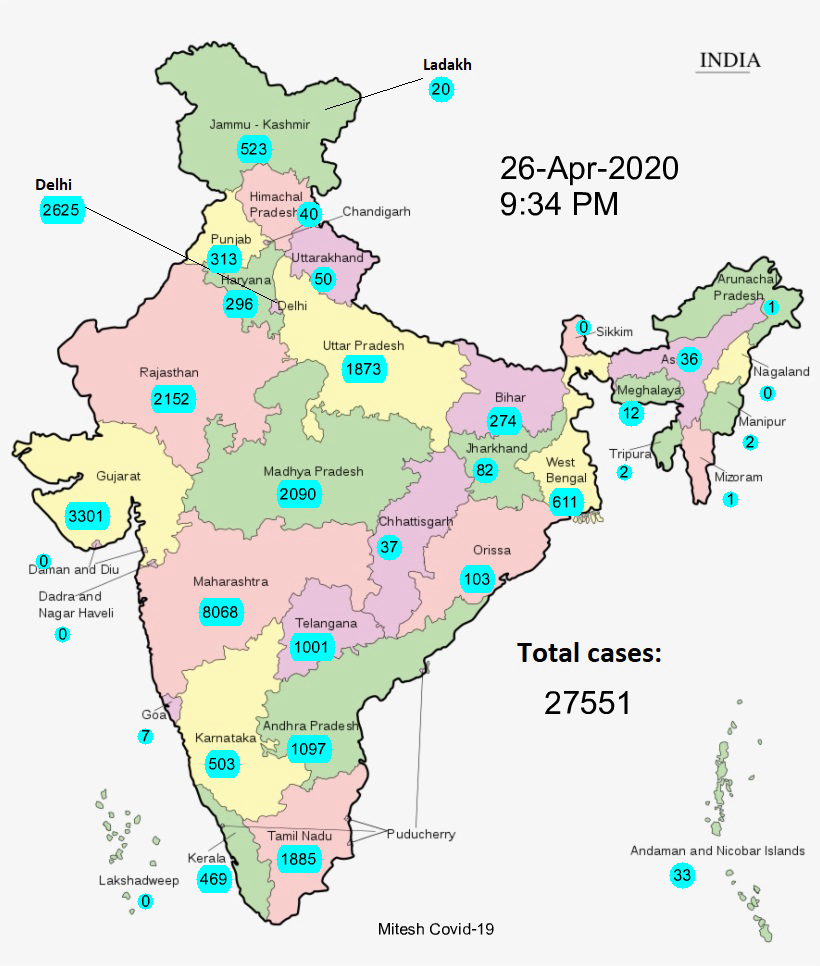 Ladakh
20
INDIA
Jammu - Kashmir
523
26-Apr-2020
9:34 PM
Delhi
2625
Himachal
Pradesh
40
Chandigarh
Punjab
313
Uttarakhand
50
Haryana
296
Delhi
Arunachal
Pradesh
1
0
Sikkim
Uttar Pradesh
1873
As
36
Nagaland
0
Rajasthan
2152
Bihar
274
Meghalaya
12
Manipur
2
Jharkhand
82
West
Bengal
611
Tripura
2
Mizoram
1
Gujarat
3301
Madhya Pradesh
2090
Chhattisgarh
37
Orissa
103
0
Daman and Diu
Dadra and
Nagar Haveli
0
Maharashtra
8068
Telangana
1001
Total cases:
27551
Goa
7
Karnataka
503
Andhra Pradesh
1097
Puducherry
Tamil Nadu
1885
Kerala
469
Lakshadweep
0
Andaman and Nicobar Islands
33
Mitesh Covid-19